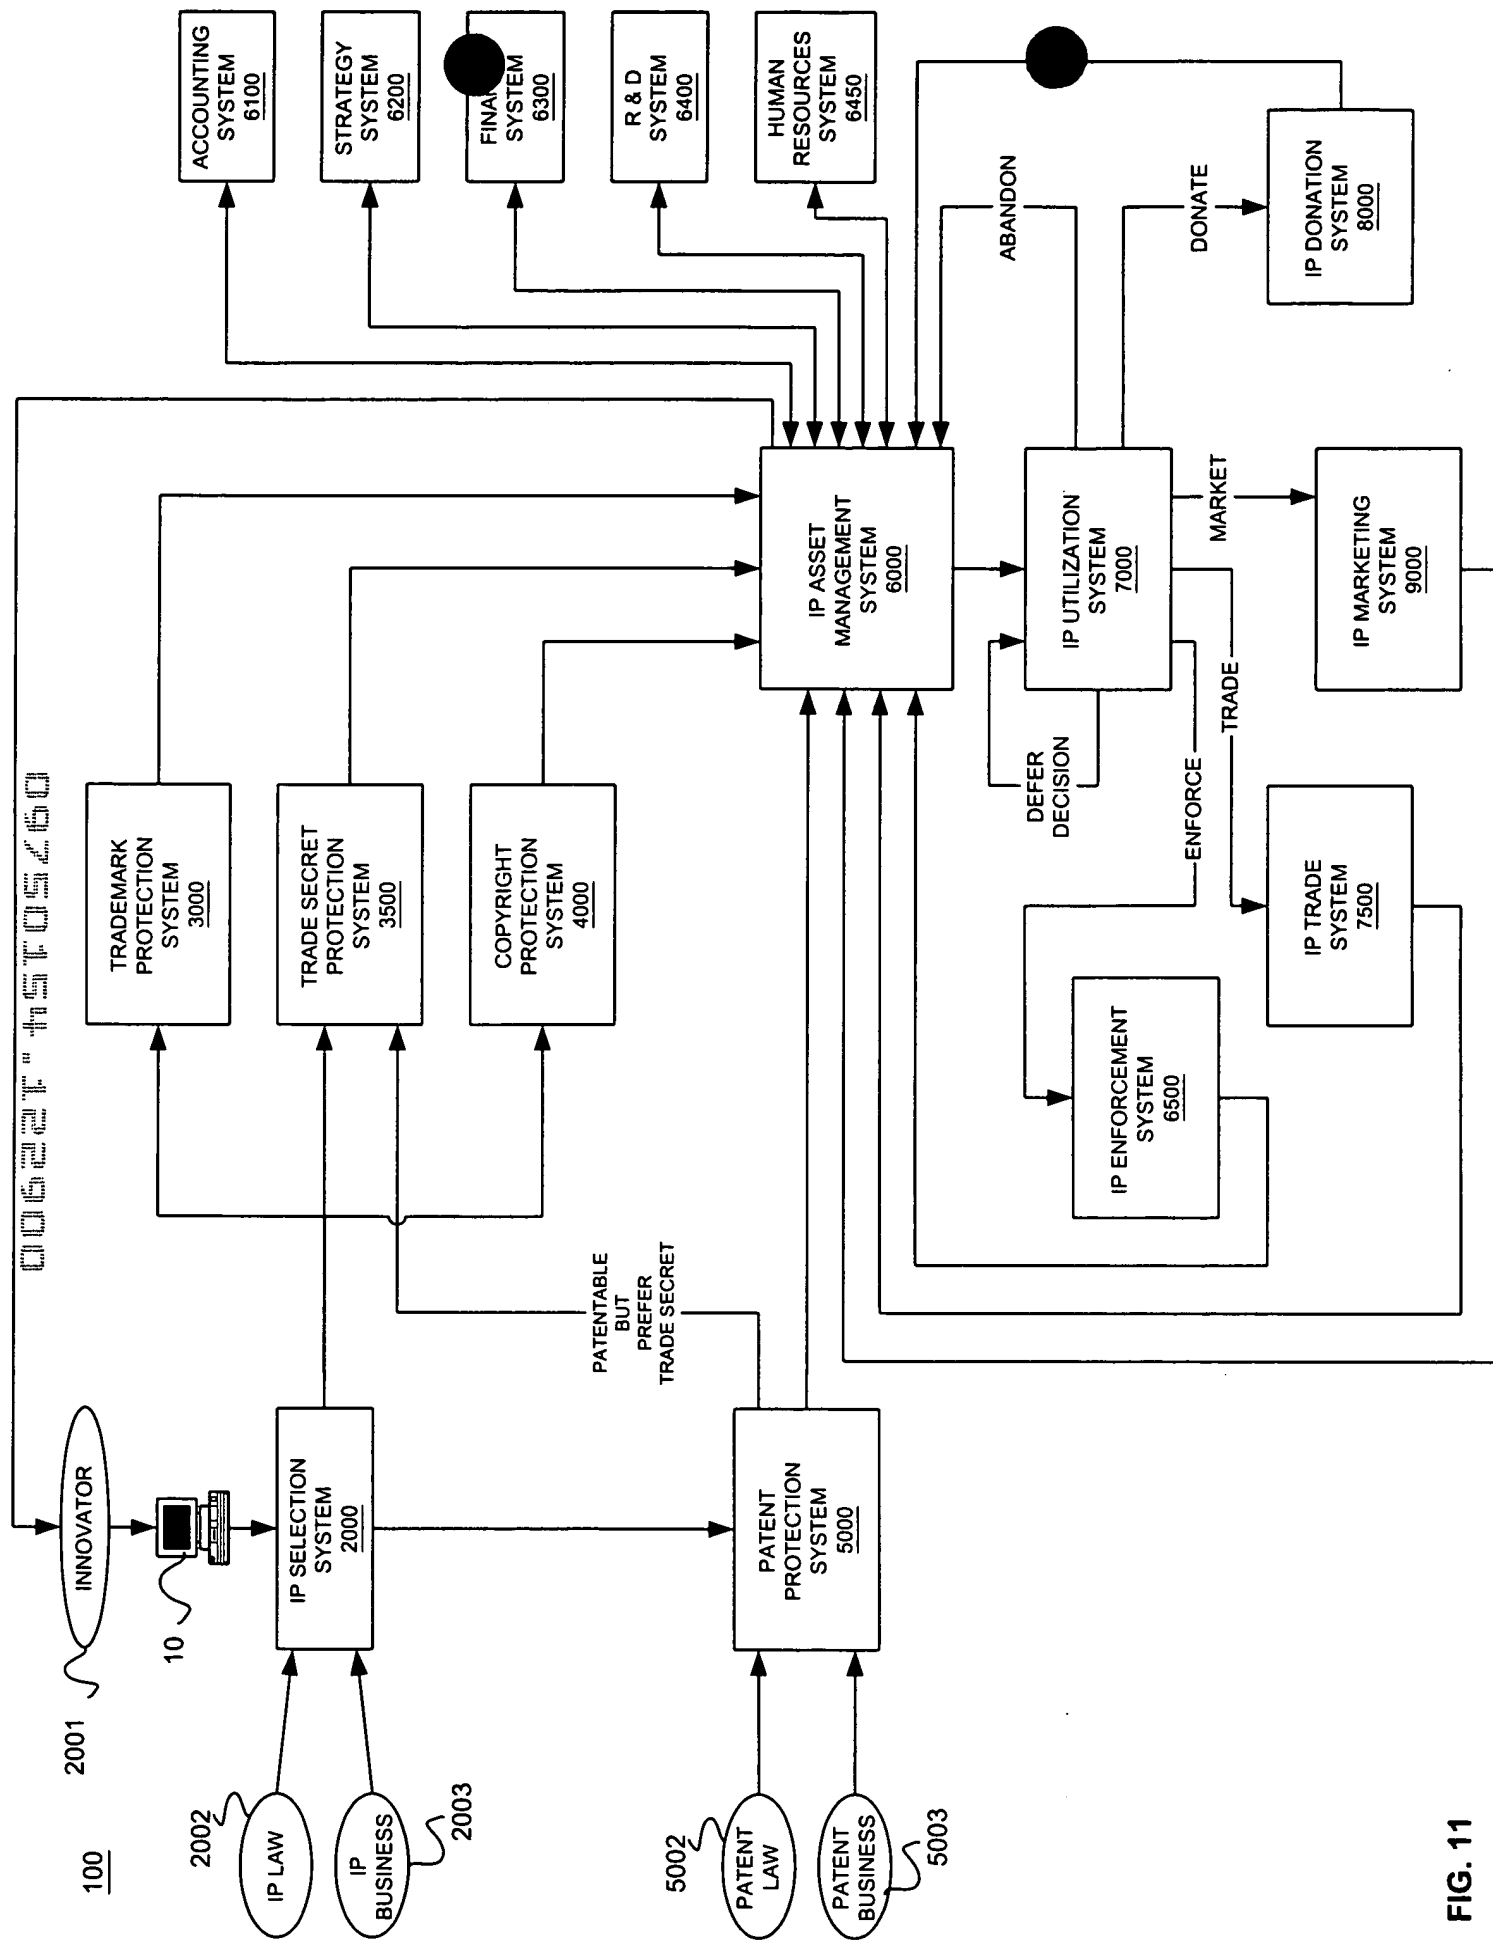 100
2001
INNOVATOR
10
2002
IP LAW
IP
BUSINESS
2003
IP SELECTION
SYSTEM
2000
5002
PATENT
LAW
PATENT
BUSINESS
5003
PATENT
PROTECTION
SYSTEM
5000
PATENTABLE
BUT
PREFER
TRADE SECRET
TRADEMARK
PROTECTION
SYSTEM
3000
TRADE SECRET
PROTECTION
SYSTEM
3500
COPYRIGHT
PROTECTION
SYSTEM
4000
IP ASSET
MANAGEMENT
SYSTEM
6000
ACCOUNTING
SYSTEM
6100
STRATEGY
SYSTEM
6200
SYSTEM
6300
R & D
SYSTEM
6400
HUMAN
RESOURCES
SYSTEM
6450
IP UTILIZATION
SYSTEM
7000
DEFER
DECISION
ENFORCE
TRADE
MARKET
ABANDON
DONATE
IP ENFORCEMENT
SYSTEM
6500
IP TRADE
SYSTEM
7500
IP MARKETING
SYSTEM
9000
IP DONATION
SYSTEM
8000
FIG. 11